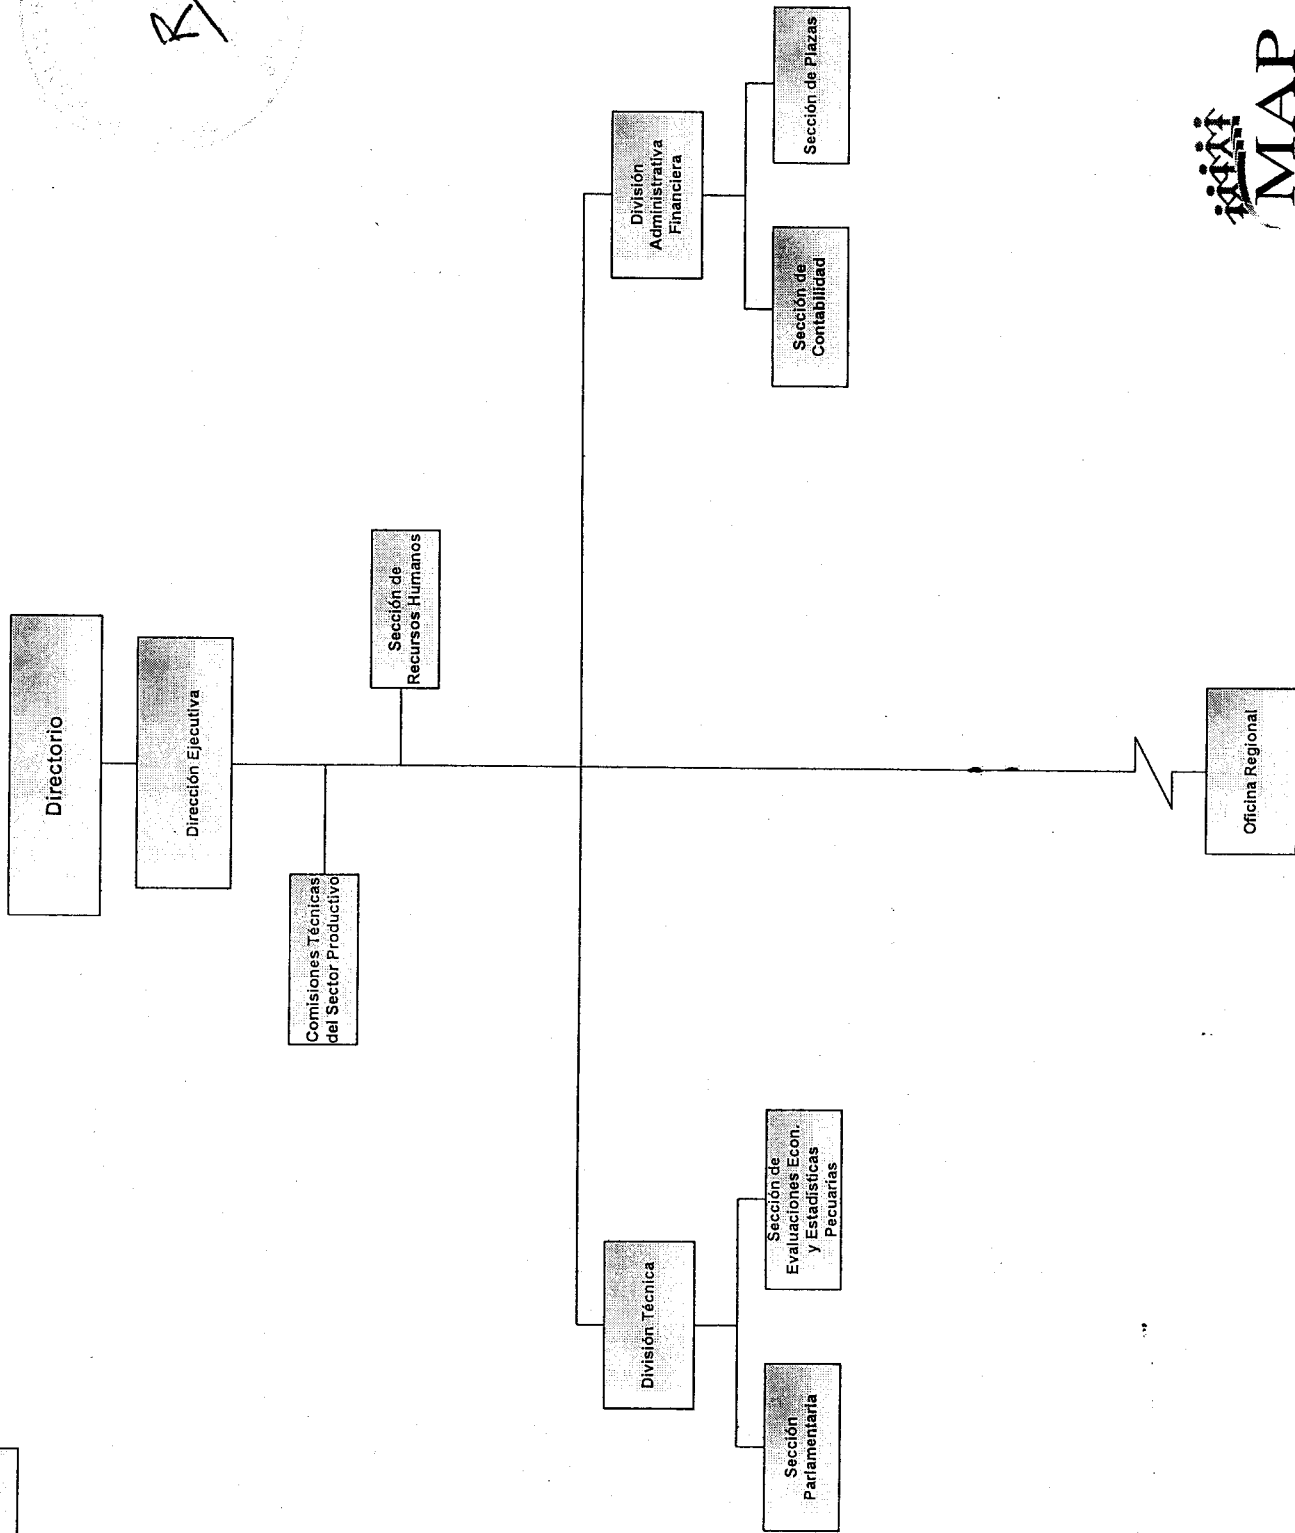 Directorio
Dirección Ejecutiva
Comisiones Técnicas
del Sector Productivo
Sección de
Recursos Humanos
División Técnica
División
Administrativa
Financiera
Sección
Parlamentaria
Sección de
Evaluaciones Econ.
y Estadísticas
Pecuarias
Sección de
Contabilidad
Sección de Plazas
Oficina Regional
MAP